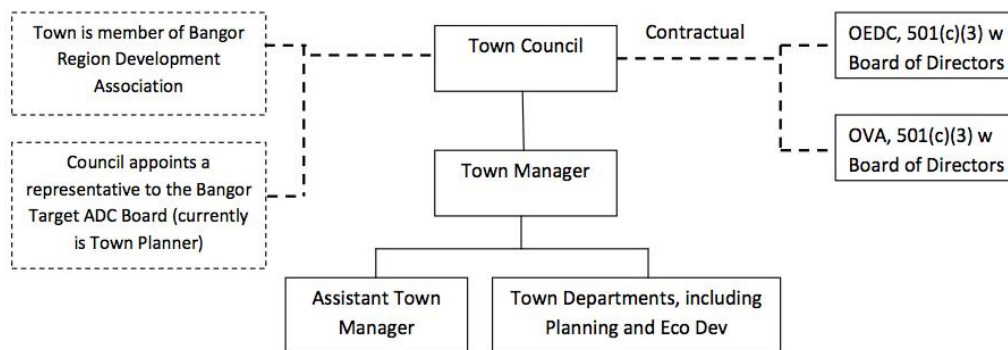 Town is member of Bangor
Region Development
Association
Town Council
Contractual
OEDC, 501(c)(3) w
Board of Directors
Council appoints a
representative to the Bangor
Target ADC Board (currently
is Town Planner)
Town Manager
OVA, 501(c)(3) w
Board of Directors
Assistant Town
Manager
Town Departments, including
Planning and Eco Dev